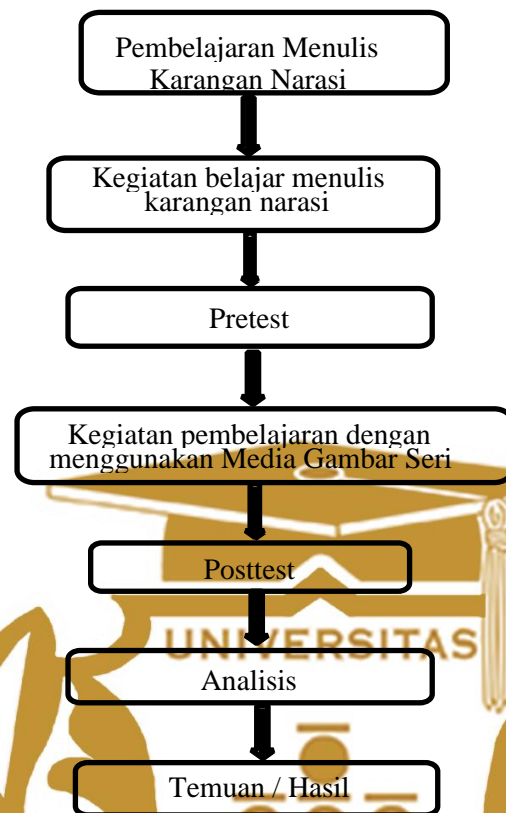 Pembelajaran Menulis
Karangan Narasi
Kegiatan belajar menulis
karangan narasi
Pretest
Kegiatan pembelajaran dengan
menggunakan Media Gambar Seri
Posttest
UNIVERSITAS
Analisis
Temuan / Hasil